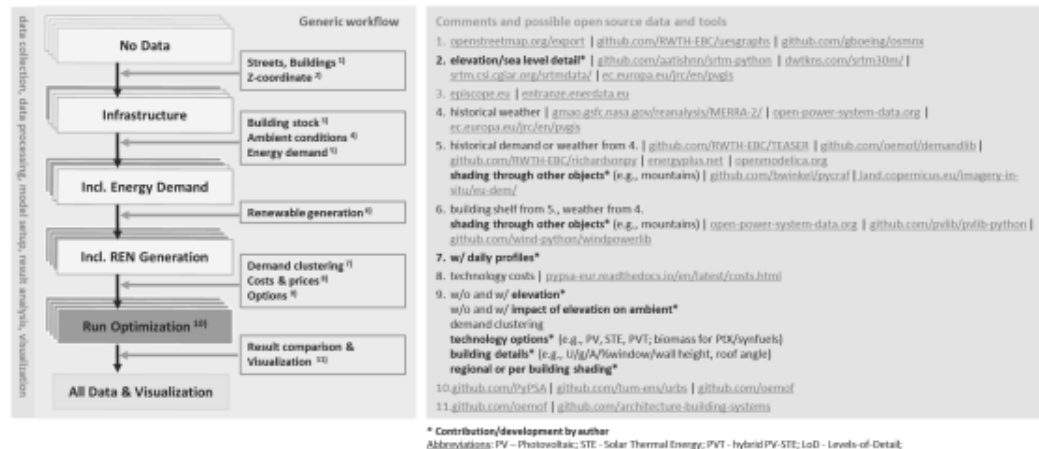 Generic workflow
data collection, data processing, model setup, result analysis, visualization
No Data
Streets, Buildings 1)
Z-coordinate 2)
Infrastructure
Building stock 3)
Ambient conditions 4)
Energy demand 5)
Incl. Energy Demand
Renewable generation 6)
Incl. REN Generation
Demand clustering 7)
Costs & prices 8)
Options 9)
Run Optimization 10)
Result comparison &
Visualization 11)
All Data & Visualization
Comments and possible open source data and tools
1. openstreetmap.org/export | github.com/RWTH-EBC/uesgraphs | github.com/gboeing/osmnx
2. elevation/sea level detail* | github.com/aatishnn/srtm-python | dwtkns.com/srtm30m/ |
srtm.csi.cgiar.org/srtmdata/ | ec.europa.eu/jrc/en/pvgis
3. episcope.eu | entranze.enerdata.eu
4. historical weather | gmao.gsfc.nasa.gov/reanalysis/MERRA-2/ | open-power-system-data.org |
ec.europa.eu/jrc/en/pvgis
5. historical demand or weather from 4. | github.com/RWTH-EBC/TEASER | github.com/oemof/demandlib |
github.com/RWTH-EBC/richardsonpy | energyplus.net | openmodelica.org
shading through other objects* (e.g., mountains) | github.com/bwinkel/pycraf | land.copernicus.eu/imagery-in-
situ/eu-dem/
6. building shelf from 5., weather from 4.
shading through other objects* (e.g., mountains) | open-power-system-data.org | github.com/pvlib/pvlib-python |
github.com/wind-python/windpowerlib
7. w/ daily profiles*
8. technology costs | pypsa-eur.readthedocs.io/en/latest/costs.html
9. w/o and w/ elevation*
w/o and w/ impact of elevation on ambient*
demand clustering
technology options* (e.g., PV, STE, PVT; biomass for PtX/synfuels)
building details* (e.g., U/g/A/%window/wall height, roof angle)
regional or per building shading*
10.github.com/PyPSA | github.com/tum-ens/urbs | github.com/oemof
11.github.com/oemof | github.com/architecture-building-systems
* Contribution/development by author
Abbreviations: PV – Photovoltaic; STE - Solar Thermal Energy; PVT - hybrid PV-STE; LoD - Levels-of-Detail;